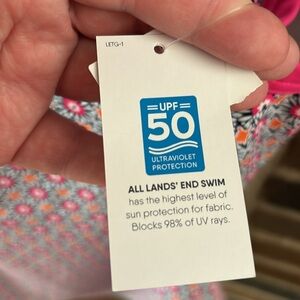 LETG-1
UPF
50
ULTRAVIOLET
PROTECTION
ALL LANDS' END SWIM
has the highest level of
sun protection for fabric.
Blocks 98% of UV rays.